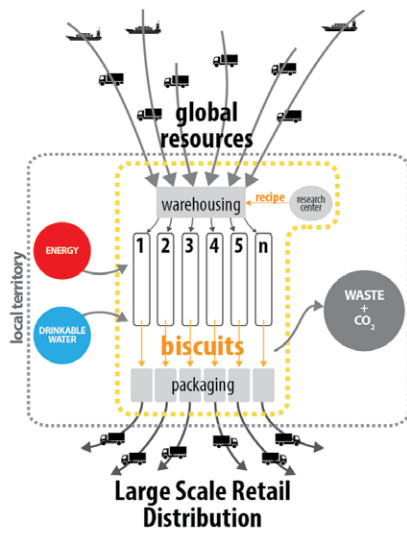 global
resources
warehousing
recipe
research
center
1 2 3 4 5 n
ENERGY
DRINKABLE
WATER
local territory
WASTE
+
CO₂
biscuits
packaging
Large Scale Retail
Distribution